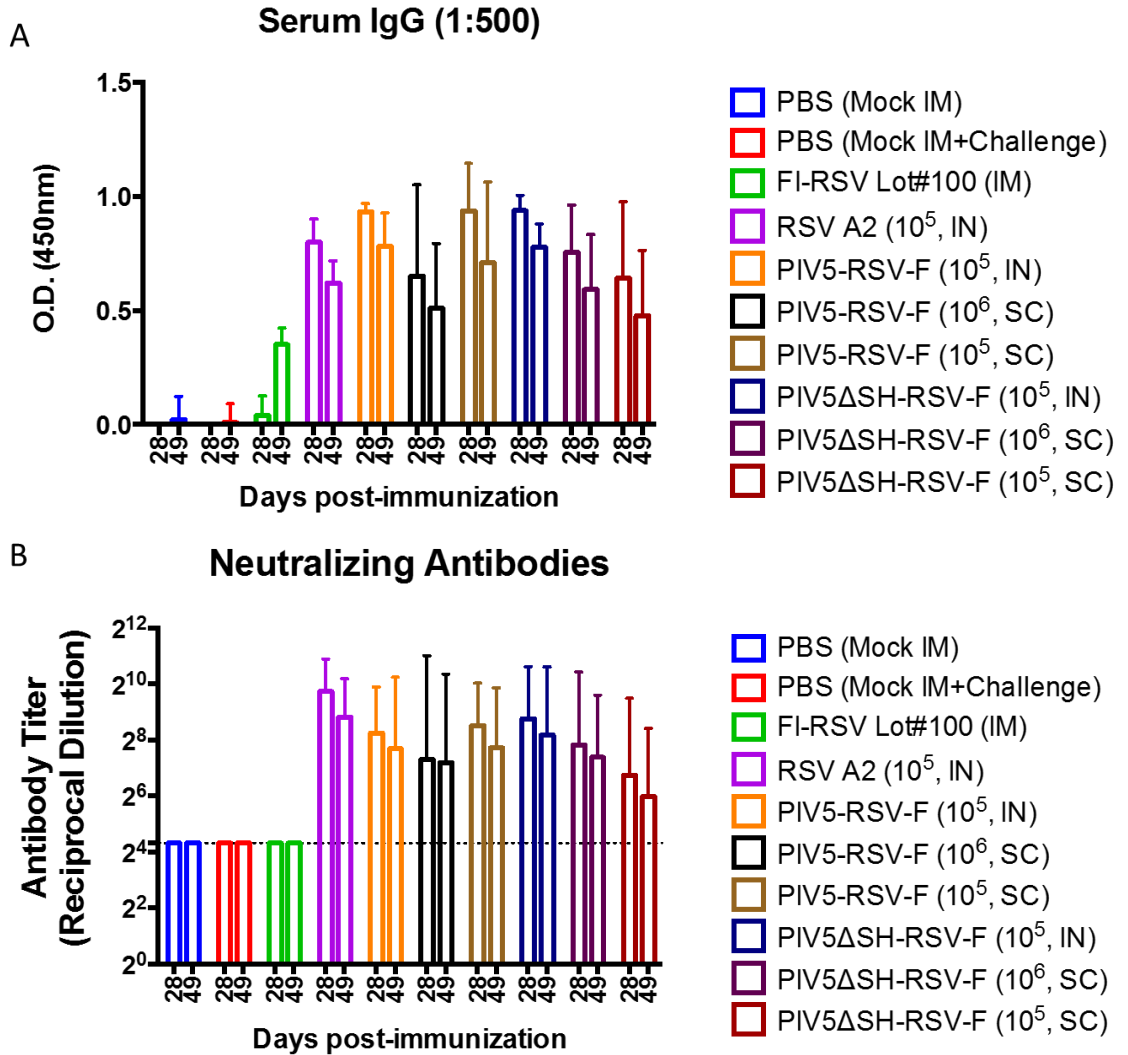 A
Serum IgG (1:500)
1.5
1.0
0.5
0.0
O.D. (450nm)
28 49 28 49 28 49 28 49 28 49 28 49 28 49 28 49 28 49 28 49
Days post-immunization
PBS (Mock IM)
PBS (Mock IM+Challenge)
FI-RSV Lot#100 (IM)
RSV A2 (10⁵, IN)
PIV5-RSV-F (10⁵, IN)
PIV5-RSV-F (10⁶, SC)
PIV5-RSV-F (10⁵, SC)
PIV5ΔSH-RSV-F (10⁵, IN)
PIV5ΔSH-RSV-F (10⁶, SC)
PIV5ΔSH-RSV-F (10⁵, SC)
B
Neutralizing Antibodies
2¹²
2¹⁰
2⁸
2⁶
2⁴
2²
2⁰
Antibody Titer
(Reciprocal Dilution)
28 49 28 49 28 49 28 49 28 49 28 49 28 49 28 49 28 49 28 49
Days post-immunization
PBS (Mock IM)
PBS (Mock IM+Challenge)
FI-RSV Lot#100 (IM)
RSV A2 (10⁵, IN)
PIV5-RSV-F (10⁵, IN)
PIV5-RSV-F (10⁶, SC)
PIV5-RSV-F (10⁵, SC)
PIV5ΔSH-RSV-F (10⁵, IN)
PIV5ΔSH-RSV-F (10⁶, SC)
PIV5ΔSH-RSV-F (10⁵, SC)